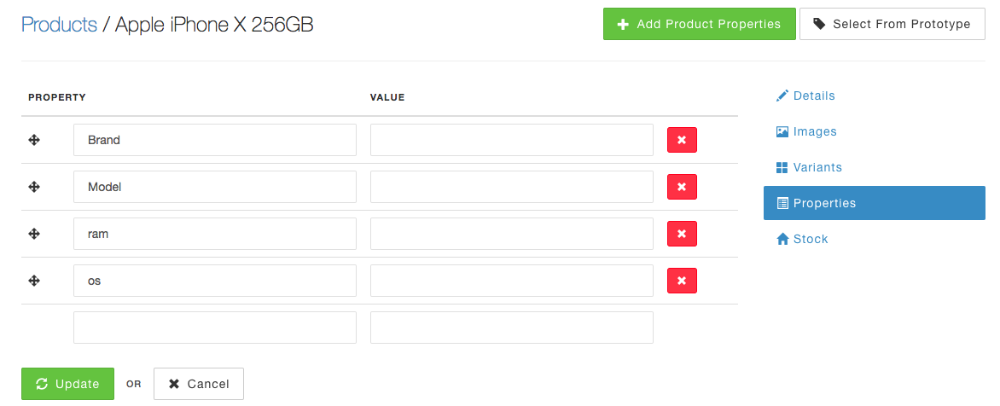 Products / Apple iPhone X 256GB
Add Product Properties
Select From Prototype
PROPERTY VALUE
Brand
Model
ram
os
Details
Images
Variants
Properties
Stock
Update OR Cancel